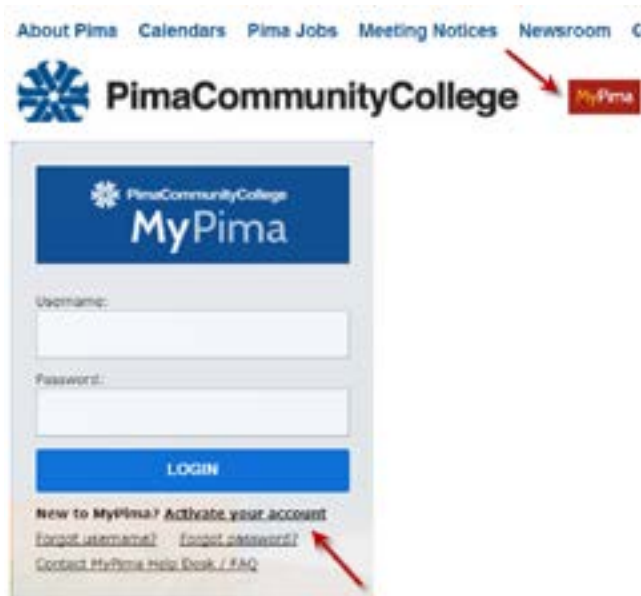 About Pima Calendars Pima Jobs Meeting Notices Newsroom
PimaCommunityCollege MyPima
PimaCommunityCollege
MyPima
Username:
Password:
LOGIN
New to MyPima? Activate your account
Forgot username? Forgot password?
Contact MyPima Help Desk / FAQ